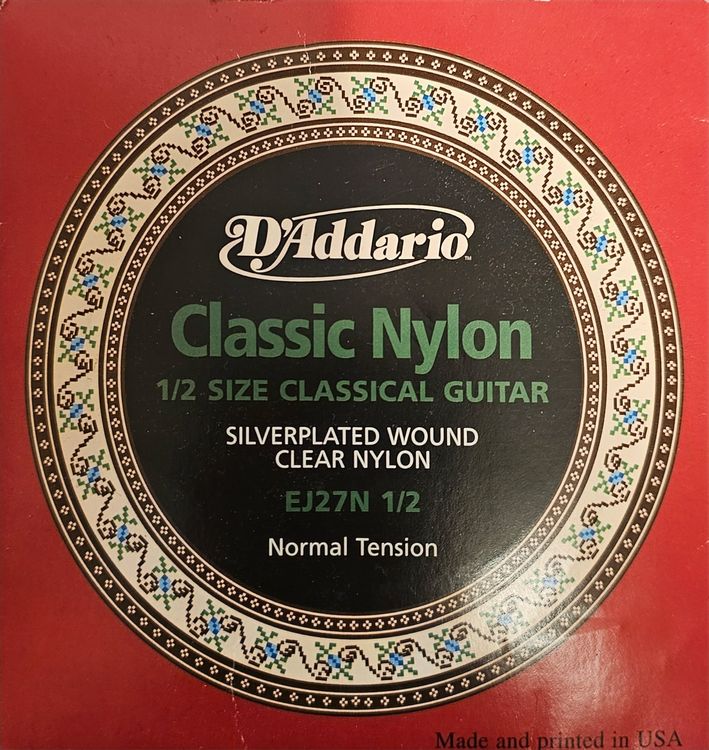 D'Addario™
Classic Nylon
1/2 SIZE CLASSICAL GUITAR
SILVERPLATED WOUND
CLEAR NYLON
EJ27N 1/2
Normal Tension
Made and printed in USA